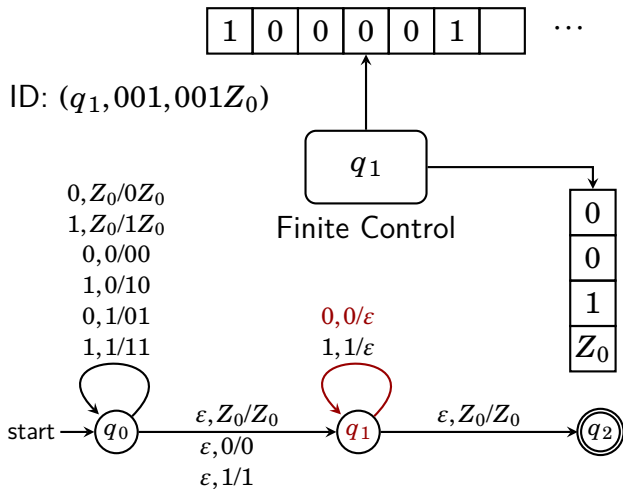 1 0 0 0 0 1 ⋯
ID: (q₁, 001, 001Z₀)
q₁
Finite Control
0
0
1
Z₀
0, Z₀/0Z₀
1, Z₀/1Z₀
0, 0/00
1, 0/10
0, 1/01
1, 1/11
0, 0/ε
1, 1/ε
start
q₀
ε, Z₀/Z₀
ε, 0/0
ε, 1/1
q₁
ε, Z₀/Z₀
q₂